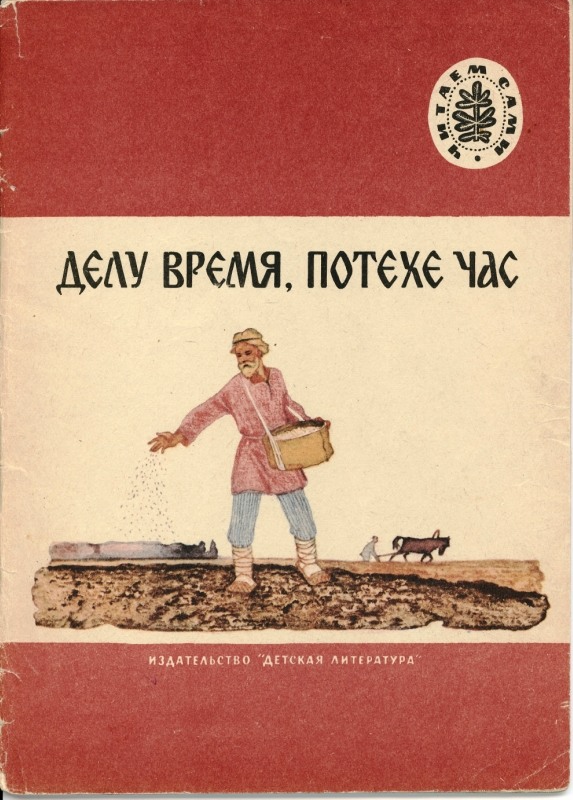 ЧИТАЕМ САМИ
ДЕЛУ ВРЕМЯ, ПОТЕХЕ ЧАС
ИЗДАТЕЛЬСТВО "ДЕТСКАЯ ЛИТЕРАТУРА"